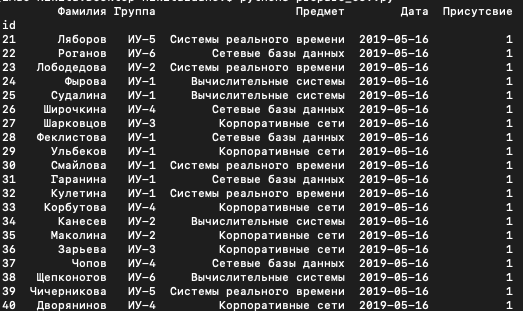 Фамилия Группа Предмет Дата Присутсвие
id
21 Ляборов ИУ-5 Системы реального времени 2019-05-16 1
22 Роганов ИУ-6 Сетевые базы данных 2019-05-16 1
23 Лободедова ИУ-2 Системы реального времени 2019-05-16 1
24 Фырова ИУ-1 Вычислительные системы 2019-05-16 1
25 Судалина ИУ-1 Вычислительные системы 2019-05-16 1
26 Широчкина ИУ-4 Сетевые базы данных 2019-05-16 1
27 Шарковцов ИУ-3 Корпоративные сети 2019-05-16 1
28 Феклистова ИУ-1 Сетевые базы данных 2019-05-16 1
29 Ульбеков ИУ-1 Корпоративные сети 2019-05-16 1
30 Смайлова ИУ-1 Системы реального времени 2019-05-16 1
31 Гаранина ИУ-1 Сетевые базы данных 2019-05-16 1
32 Кулетина ИУ-1 Системы реального времени 2019-05-16 1
33 Корбутова ИУ-4 Корпоративные сети 2019-05-16 1
34 Канесев ИУ-2 Вычислительные системы 2019-05-16 1
35 Маколина ИУ-2 Корпоративные сети 2019-05-16 1
36 Зарьева ИУ-3 Корпоративные сети 2019-05-16 1
37 Чопов ИУ-4 Сетевые базы данных 2019-05-16 1
38 Щепконогов ИУ-6 Вычислительные системы 2019-05-16 1
39 Чичерникова ИУ-5 Системы реального времени 2019-05-16 1
40 Дворянинов ИУ-4 Корпоративные сети 2019-05-16 1